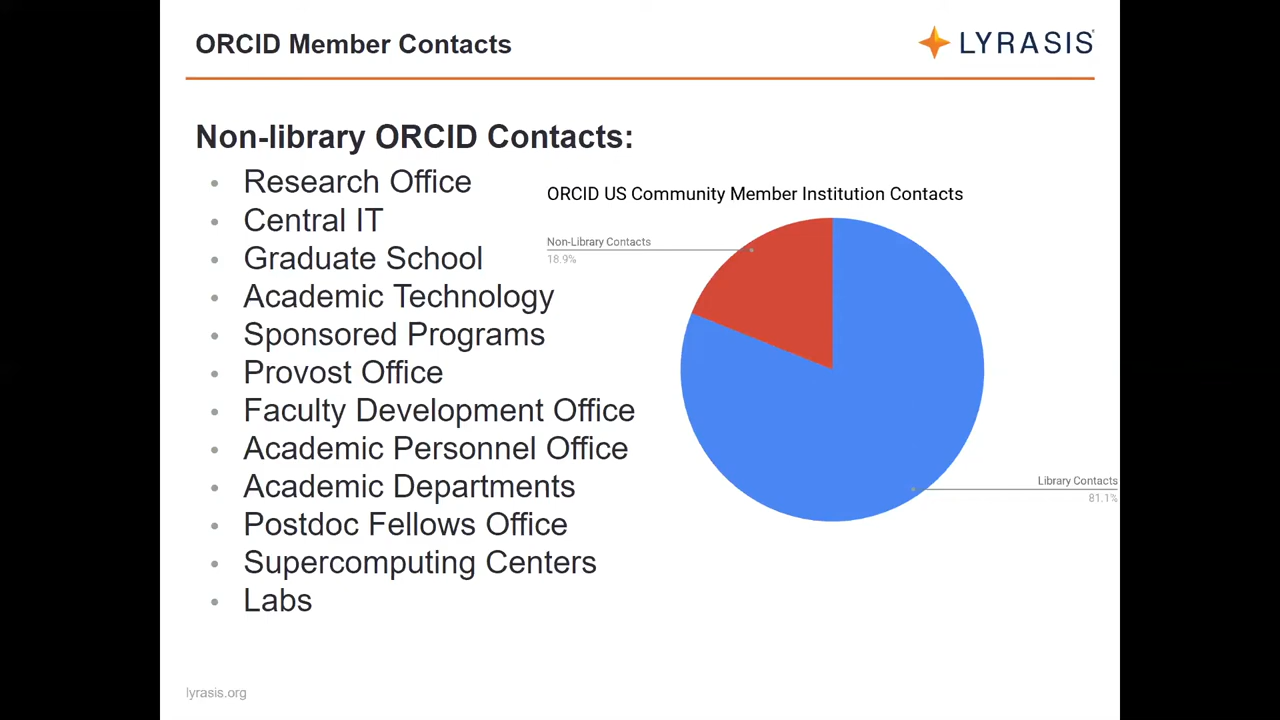 ORCID Member Contacts
LYRASIS
Non-library ORCID Contacts:
• Research Office
• Central IT
• Graduate School
• Academic Technology
• Sponsored Programs
• Provost Office
• Faculty Development Office
• Academic Personnel Office
• Academic Departments
• Postdoc Fellows Office
• Supercomputing Centers
• Labs
ORCID US Community Member Institution Contacts
Non-Library Contacts
18.9%
Library Contacts
81.1%
lyrasis.org